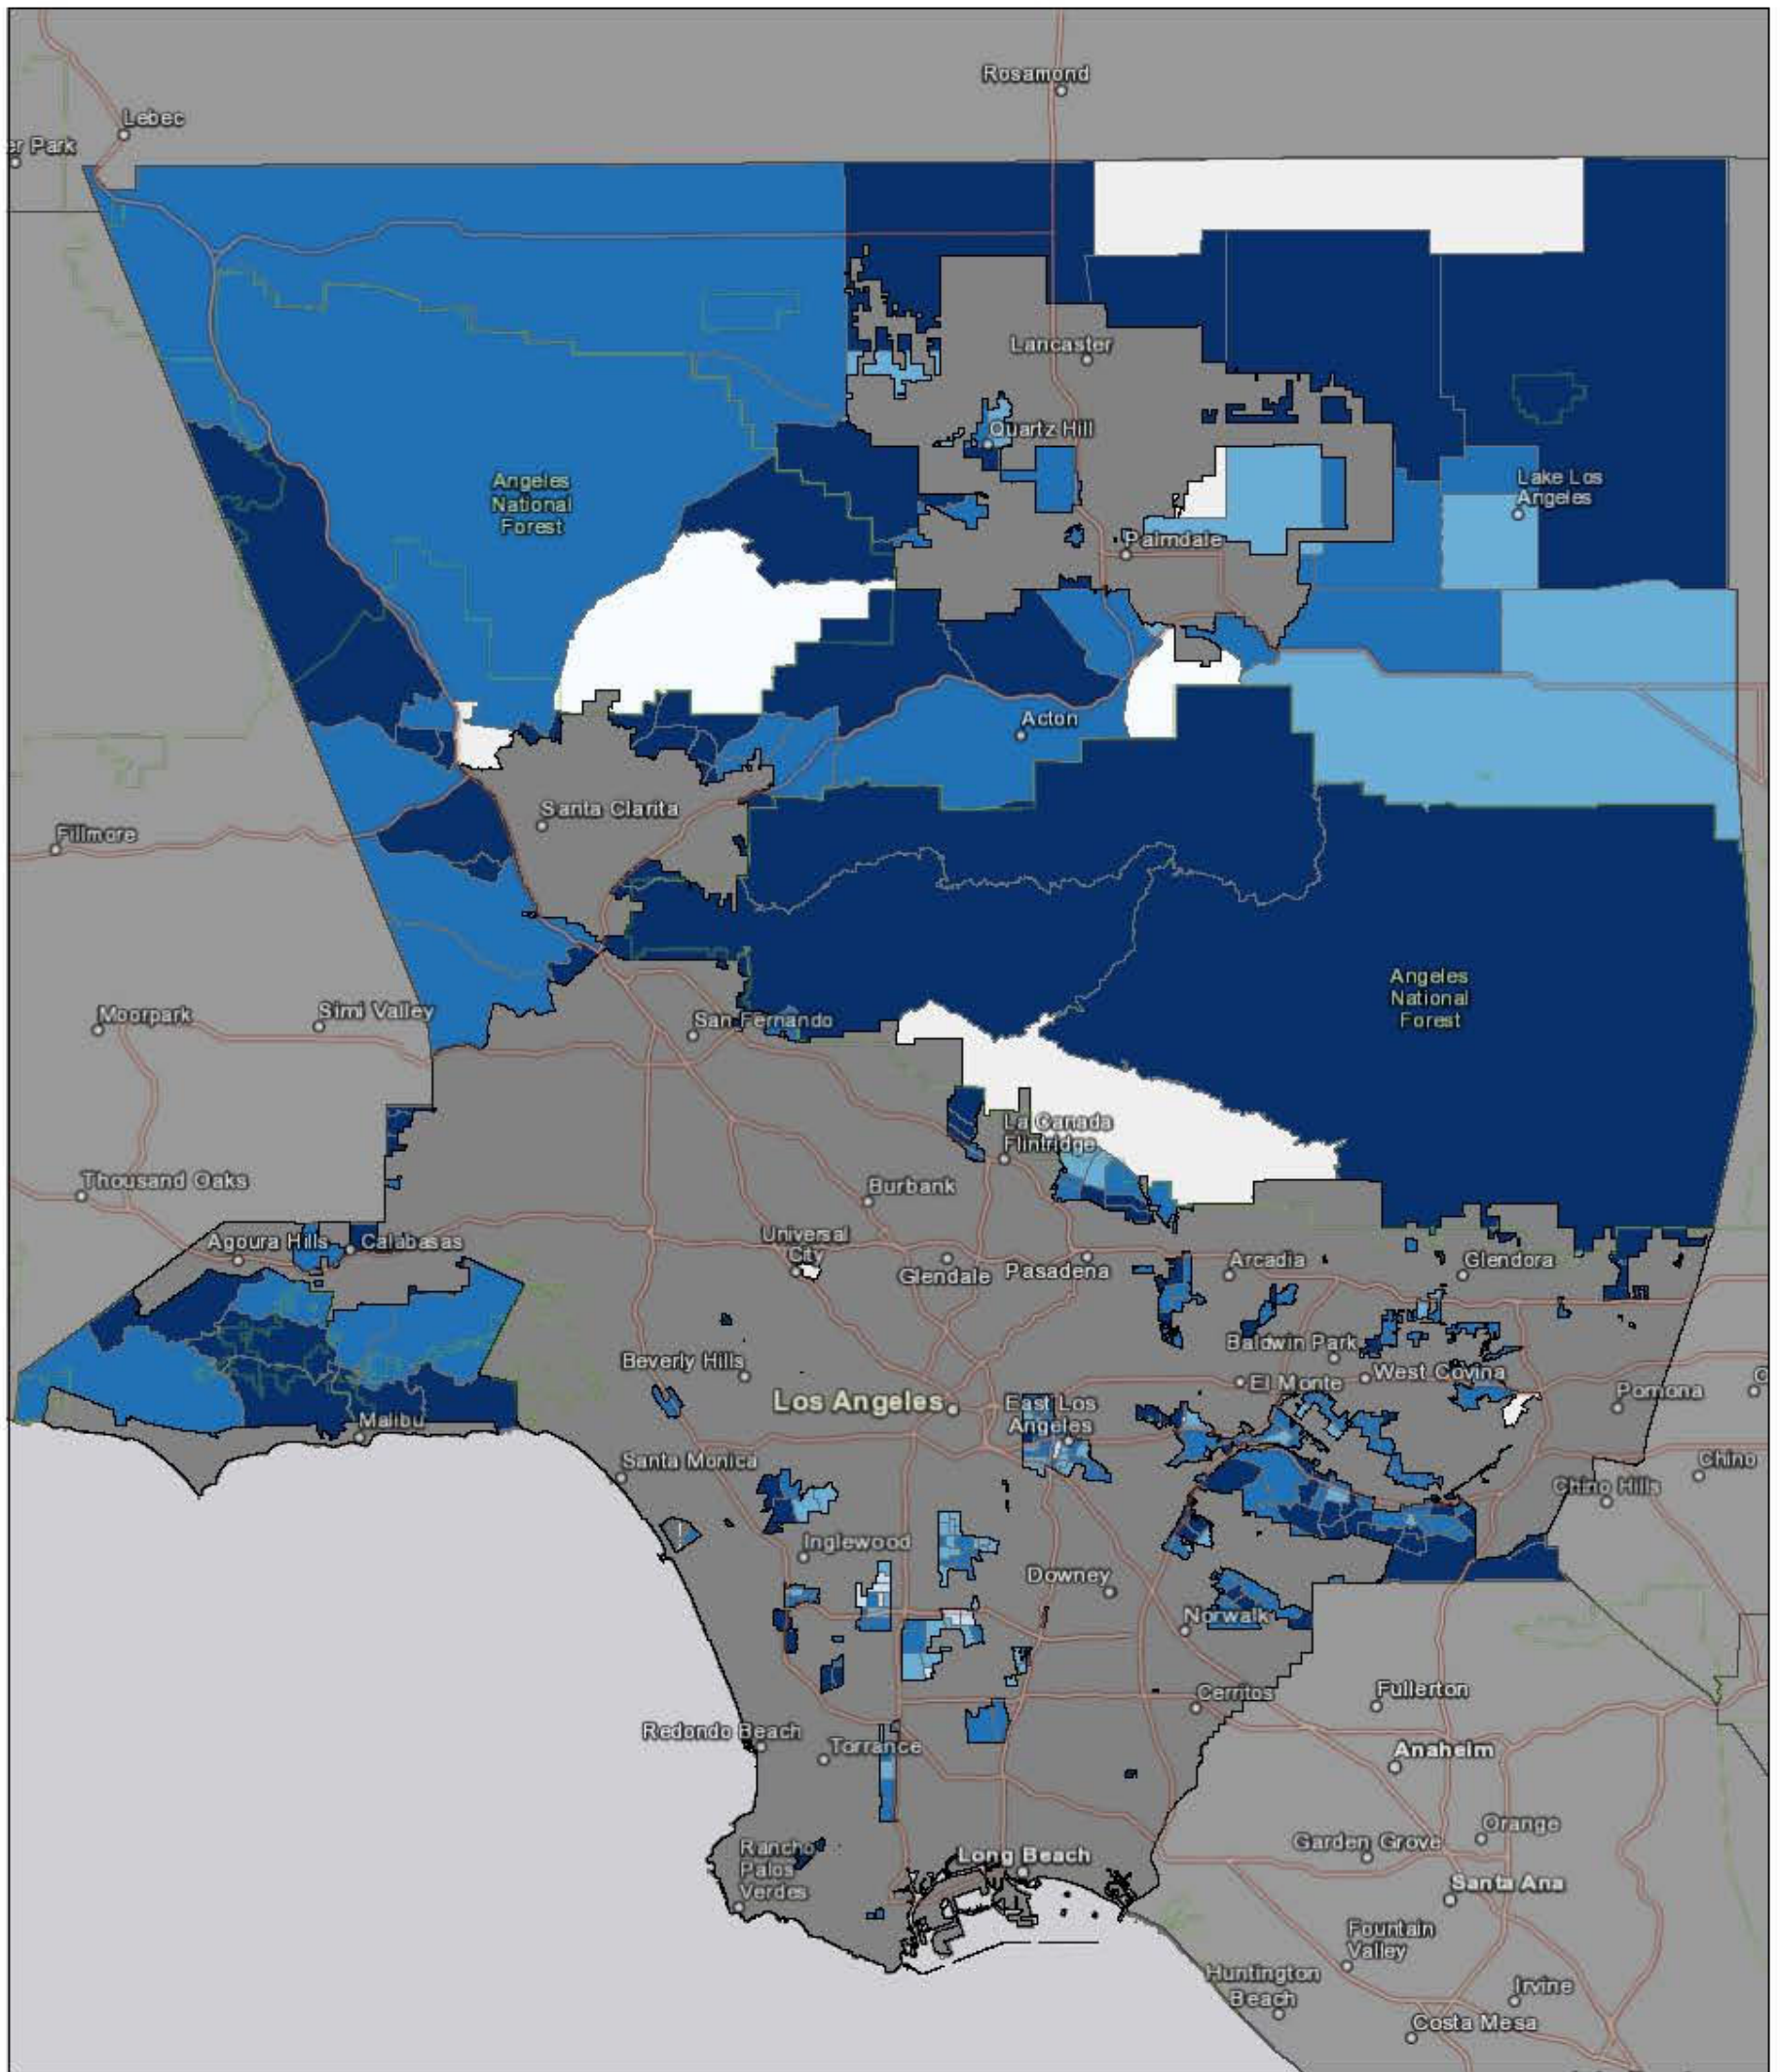 Rosamond
Lebec
er Park
Lancaster
Quartz Hill
Angeles
National
Forest
Lake Los
Angeles
Palmdale
Acton
Santa Clarita
Fillmore
Angeles
National
Forest
Moorpark
Simi Valley
San Fernando
La Canada
Flintridge
Thousand Oaks
Burbank
Agoura Hills
Calabasas
Universal
City
Glendale
Pasadena
Arcadia
Glendora
Baldwin Park
Beverly Hills
West Covina
El Monte
Pomona
Los Angeles
East Los
Angeles
Malibu
Santa Monica
Chino
Chino Hills
Inglewood
Downey
Norwalk
Cerritos
Fullerton
Redondo Beach
Torrance
Anaheim
Orange
Garden Grove
Rancho
Palos
Verdes
Long Beach
Santa Ana
Fountain
Valley
Huntington
Beach
Irvine
Costa Mesa